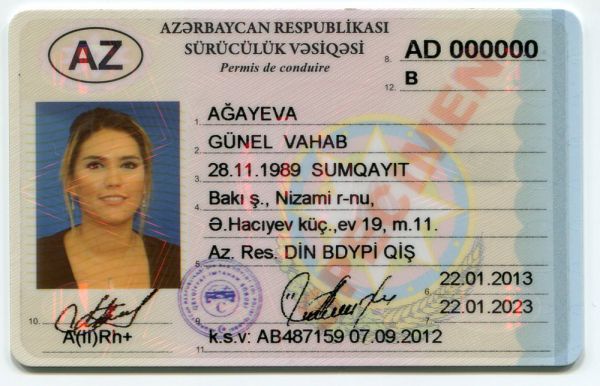 AZ
AZƏRBAYCAN RESPUBLİKASI
SÜRÜCÜLÜK VƏSİQƏSİ
Permis de conduire
8. AD 000000
12. B
1. AĞAYEVA
2. GÜNEL VAHAB
3. 28.11.1989 SUMQAYIT
4. Bakı ş., Nizami r-nu,
Ə.Hacıyev küç.,ev 19, m.11.
Az. Res. DİN BDYPİ QİŞ
5.
6. 22.01.2013
7. 22.01.2023
10. A(II)Rh+
11. k.s.v: AB487159 07.09.2012
SPECIMEN